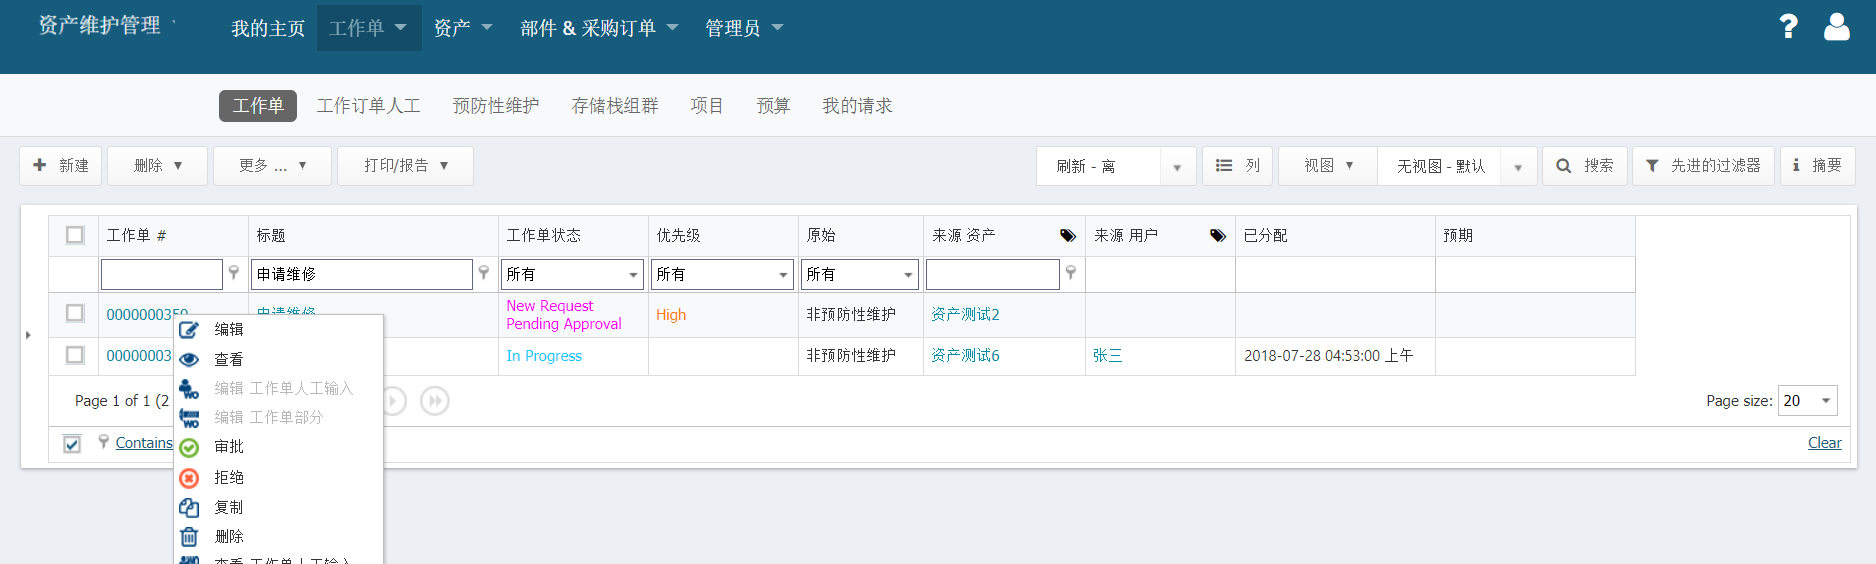 资产维护管理
我的主页 工作单 资产 部件 & 采购订单 管理员
工作单 工作订单人工 预防性维护 存储栈组群 项目 预算 我的请求
新建 删除 更多 ... 打印/报告 刷新 - 离 列 视图 无视图 - 默认 搜索 先进的过滤器 摘要
工作单 # 标题 工作单状态 优先级 原始 来源 资产 来源 用户 已分配 预期
申请维修 所有 所有 所有
0000000359 申请维修 New Request Pending Approval High 非预防性维护 资产测试2
00000003 In Progress 非预防性维护 资产测试6 张三 2018-07-28 04:53:00 上午
Page 1 of 1 (2 Page size: 20
Contains Clear
编辑
查看
编辑 工作单人工输入
编辑 工作单部分
审批
拒绝
复制
删除
查看 工作单人工输入